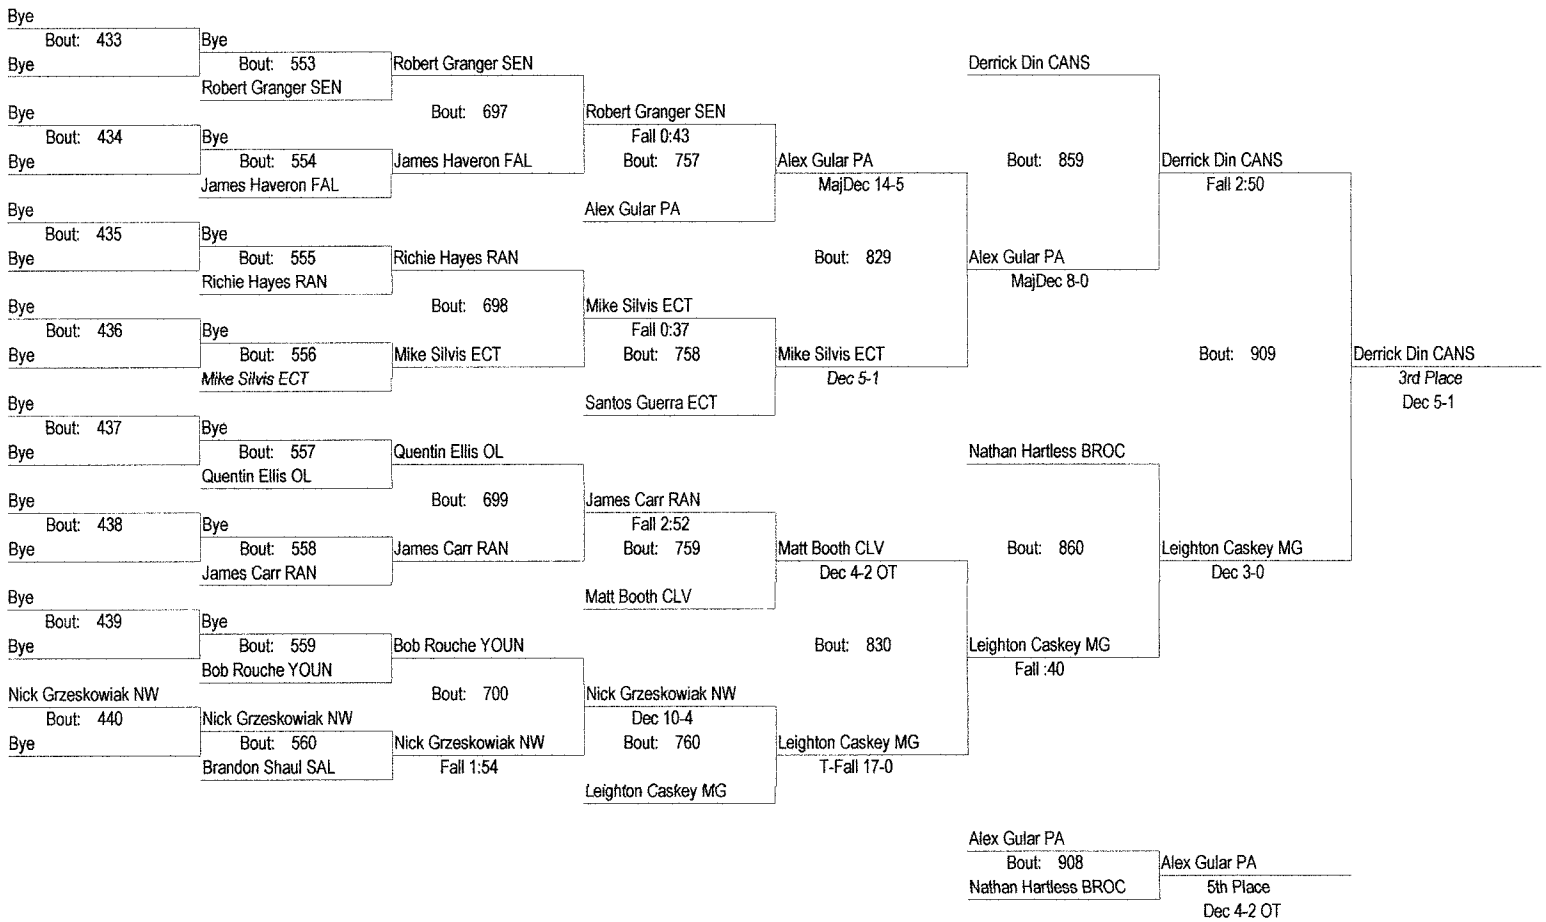 Bye
Bout: 433
Bye
Bye
Bout: 434
Bye
Bye
Bout: 435
Bye
Bye
Bout: 436
Bye
Bye
Bout: 437
Bye
Bye
Bout: 438
Bye
Bye
Bout: 439
Bye
Nick Grzeskowiak NW
Bout: 440
Bye
Bye
Bout: 553
Robert Granger SEN
Bye
Bout: 554
James Haveron FAL
Bye
Bout: 555
Richie Hayes RAN
Bye
Bout: 556
Mike Silvis ECT
Bye
Bout: 557
Quentin Ellis OL
Bye
Bout: 558
James Carr RAN
Bye
Bout: 559
Bob Rouche YOUN
Nick Grzeskowiak NW
Bout: 560
Brandon Shaul SAL
Robert Granger SEN
Bout: 697
James Haveron FAL
Richie Hayes RAN
Bout: 698
Mike Silvis ECT
Quentin Ellis OL
Bout: 699
James Carr RAN
Bob Rouche YOUN
Bout: 700
Nick Grzeskowiak NW
Fall 1:54
Robert Granger SEN
Fall 0:43
Bout: 757
Alex Gular PA
Mike Silvis ECT
Fall 0:37
Bout: 758
Santos Guerra ECT
James Carr RAN
Fall 2:52
Bout: 759
Matt Booth CLV
Nick Grzeskowiak NW
Dec 10-4
Bout: 760
Leighton Caskey MG
Alex Gular PA
MajDec 14-5
Bout: 829
Mike Silvis ECT
Dec 5-1
Matt Booth CLV
Dec 4-2 OT
Bout: 830
Leighton Caskey MG
T-Fall 17-0
Derrick Din CANS
Bout: 859
Alex Gular PA
MajDec 8-0
Nathan Hartless BROC
Bout: 860
Leighton Caskey MG
Fall :40
Derrick Din CANS
Fall 2:50
Bout: 909
Leighton Caskey MG
Dec 3-0
Derrick Din CANS
3rd Place
Dec 5-1
Alex Gular PA
Bout: 908
Nathan Hartless BROC
Alex Gular PA
5th Place
Dec 4-2 OT